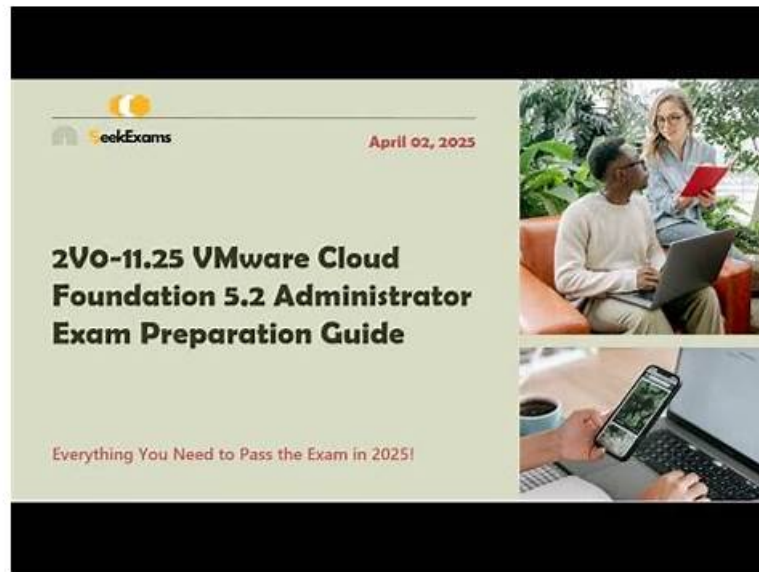 SeekExams
April 02, 2025
2V0-11.25 VMware Cloud
Foundation 5.2 Administrator
Exam Preparation Guide
Everything You Need to Pass the Exam in 2025!